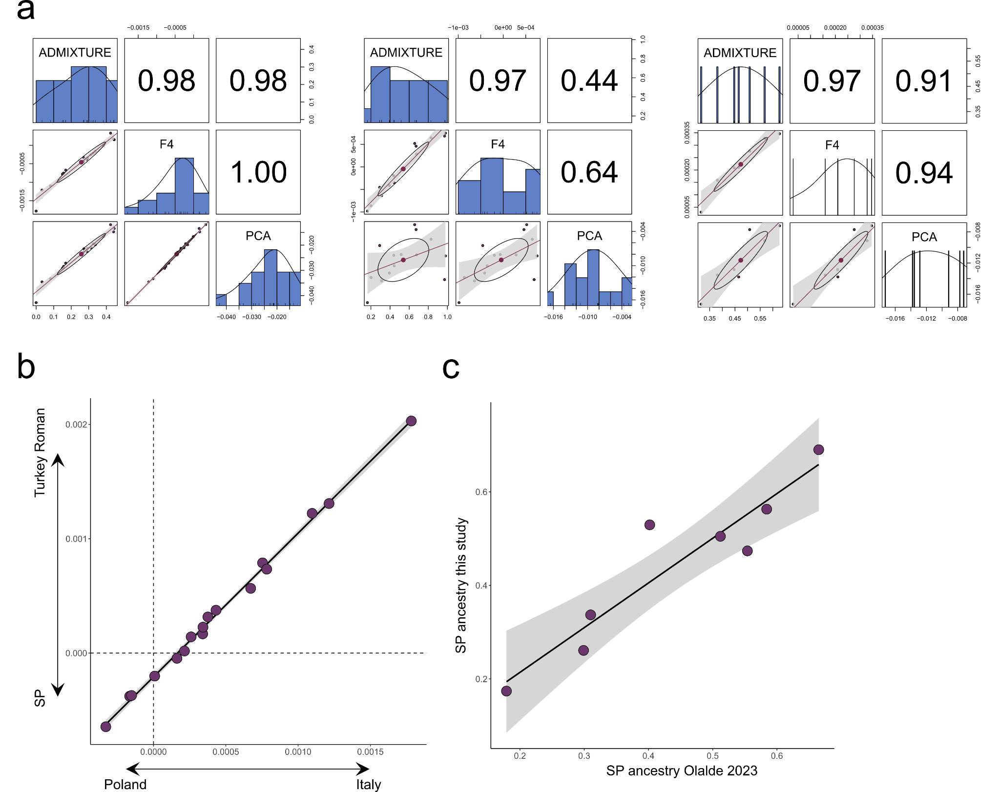 a
−0.0015 −0.0005
ADMIXTURE
0.98
0.98
0.0 0.1 0.2 0.3 0.4
−0.0015 −0.0005
F4
1.00
PCA
−0.040 −0.030 −0.020
0.0 0.1 0.2 0.3 0.4
−0.040 −0.030 −0.020
−1e−03 0e+00 5e−04
ADMIXTURE
0.97
0.44
0.2 0.4 0.6 0.8 1.0
−1e−03 0e+00 5e−04
F4
0.64
PCA
−0.016 −0.010 −0.004
0.2 0.4 0.6 0.8 1.0
−0.016 −0.010 −0.004
0.00005 0.00020 0.00035
ADMIXTURE
0.97
0.91
0.35 0.45 0.55
0.00005 0.00020 0.00035
F4
0.94
PCA
−0.016 −0.012 −0.008
0.35 0.45 0.55
−0.016 −0.012 −0.008
b
Turkey Roman
SP
0.002
0.001
0.000
0.0000 0.0005 0.0010 0.0015
Poland Italy
c
SP ancestry this study
0.6
0.4
0.2
0.2 0.3 0.4 0.5 0.6
SP ancestry Olalde 2023